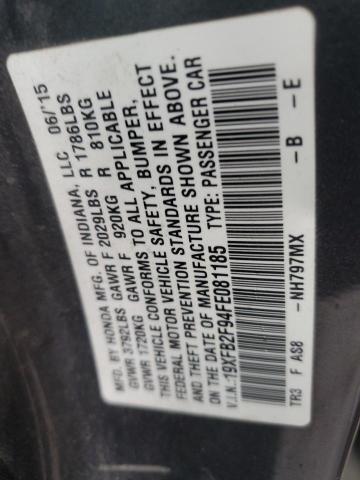 MFD. BY HONDA MFG. OF INDIANA, LLC 06/'15
GVWR 3792LBS GAWR F 2029LBS R 1786LBS
GVWR 1720KG GAWR F 920KG R 810KG
THIS VEHICLE CONFORMS TO ALL APPLICABLE
FEDERAL MOTOR VEHICLE SAFETY, BUMPER,
AND THEFT PREVENTION STANDARDS IN EFFECT
ON THE DATE OF MANUFACTURE SHOWN ABOVE.
V.I.N.:19XFB2F94FE081185 TYPE: PASSENGER CAR
TR3 F AS8 -NH797MX -B -E